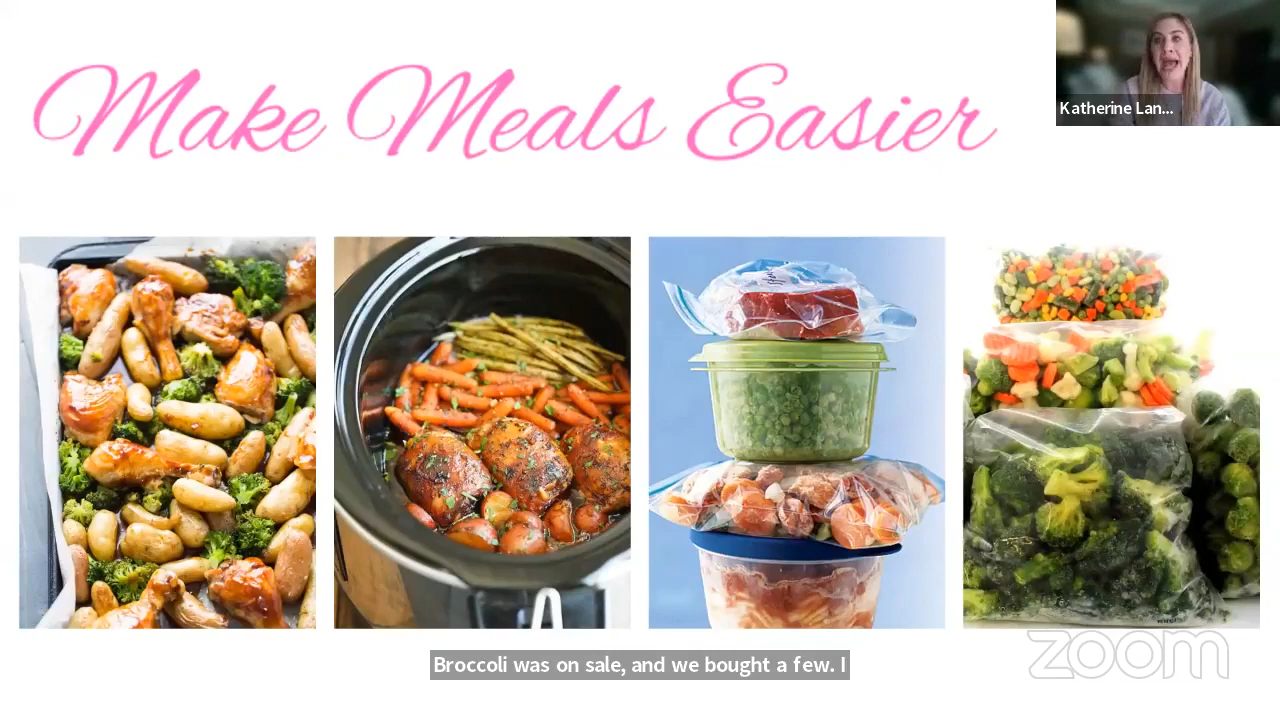 Make Meals Easier
Katherine Lan...
Broccoli was on sale, and we bought a few. I
zoom